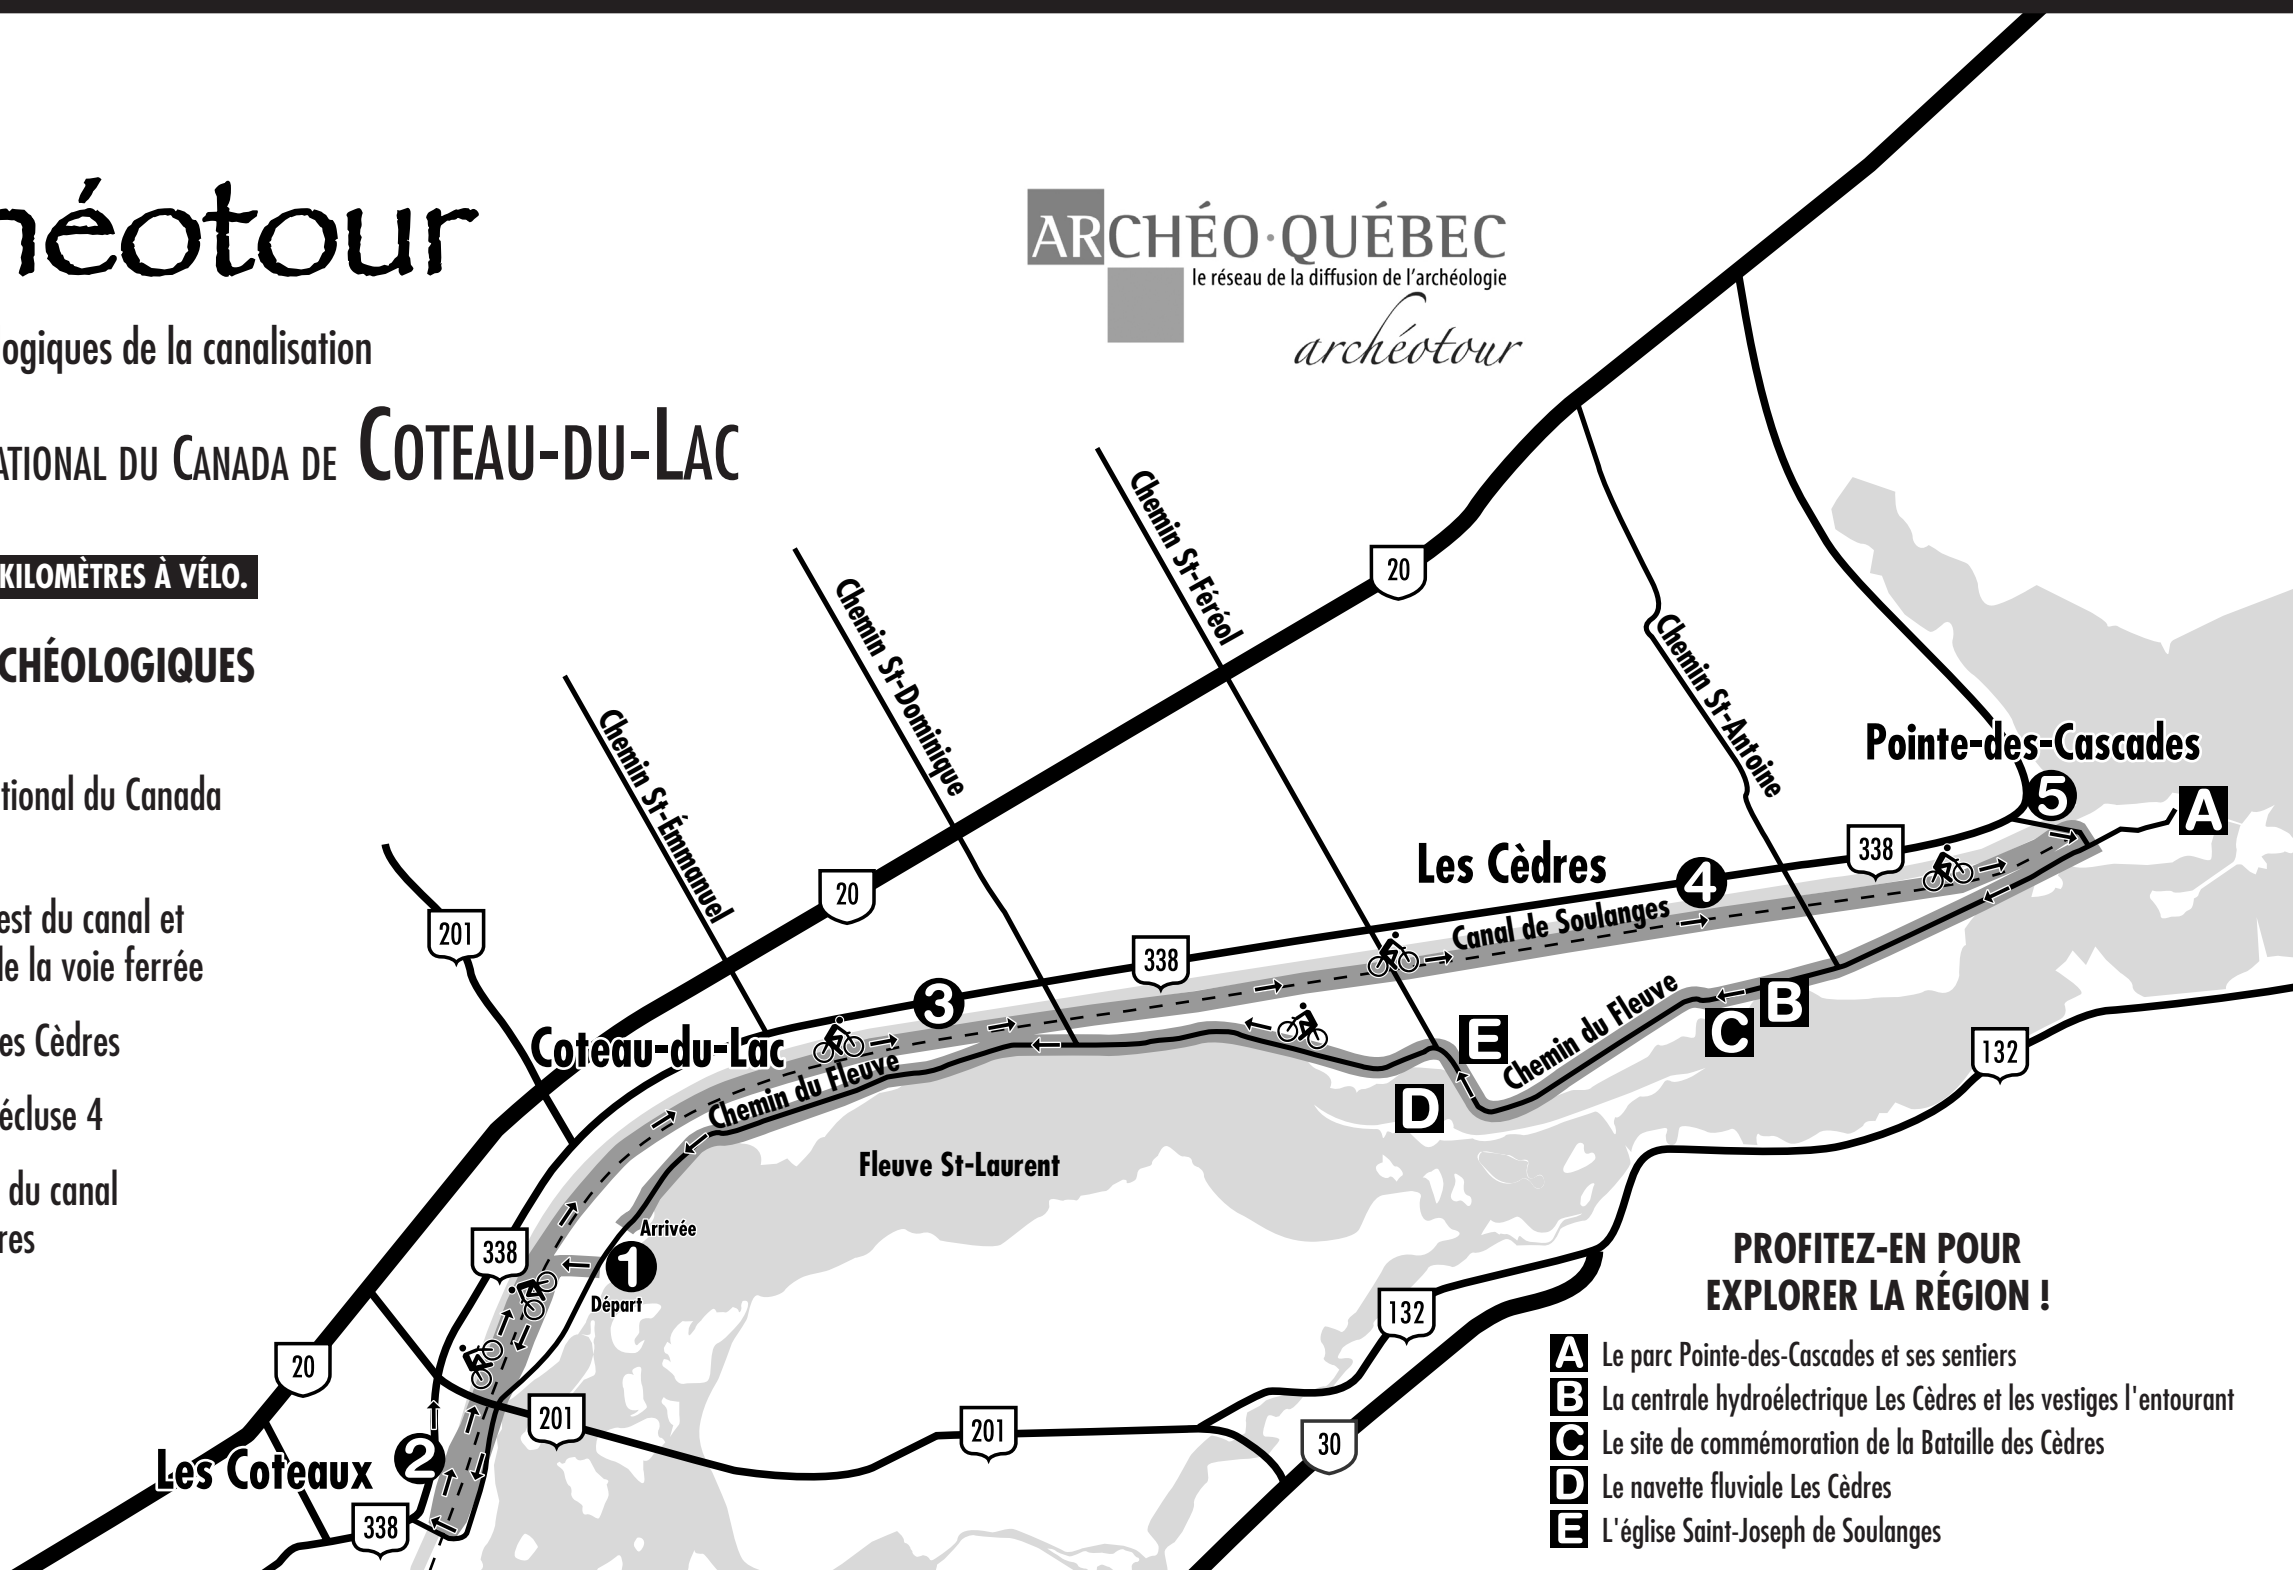 héotour
logiques de la canalisation
ATIONAL DU CANADA DE COTEAU-DU-LAC
KILOMÈTRES À VÉLO.
CHÉOLOGIQUES
tional du Canada
est du canal et
de la voie ferrée
es Cèdres
écluse 4
du canal
res
ARCHÉO·QUÉBEC
le réseau de la diffusion de l'archéologie
archéotour
Chemin St-Féréol
Chemin St-Dominique
Chemin St-Émmanuel
Chemin St-Antoine
20
20
20
201
201
201
338
338
338
338
132
132
30
Pointe-des-Cascades
5
A
Les Cèdres
4
Canal de Soulanges
3
Coteau-du-Lac
Chemin du Fleuve
Chemin du Fleuve
B
C
E
D
Fleuve St-Laurent
Arrivée
1
Départ
Les Coteaux
2
PROFITEZ-EN POUR
EXPLORER LA RÉGION !
A Le parc Pointe-des-Cascades et ses sentiers
B La centrale hydroélectrique Les Cèdres et les vestiges l'entourant
C Le site de commémoration de la Bataille des Cèdres
D Le navette fluviale Les Cèdres
E L'église Saint-Joseph de Soulanges